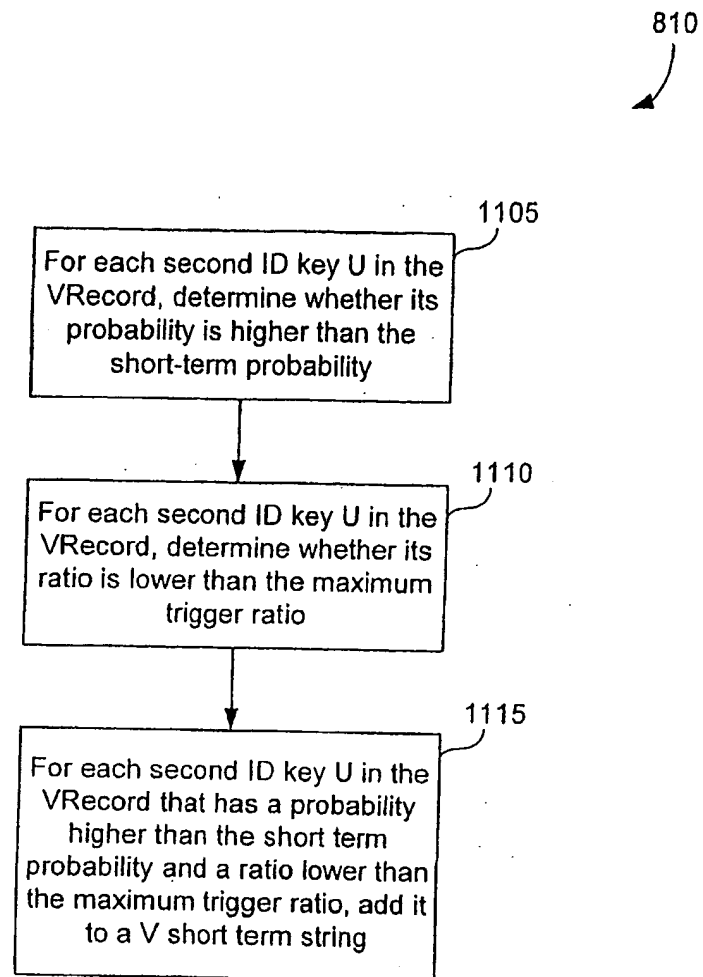 810
1105
For each second ID key U in the
VRecord, determine whether its
probability is higher than the
short-term probability
1110
For each second ID key U in the
VRecord, determine whether its
ratio is lower than the maximum
trigger ratio
1115
For each second ID key U in the
VRecord that has a probability
higher than the short term
probability and a ratio lower than
the maximum trigger ratio, add it
to a V short term string